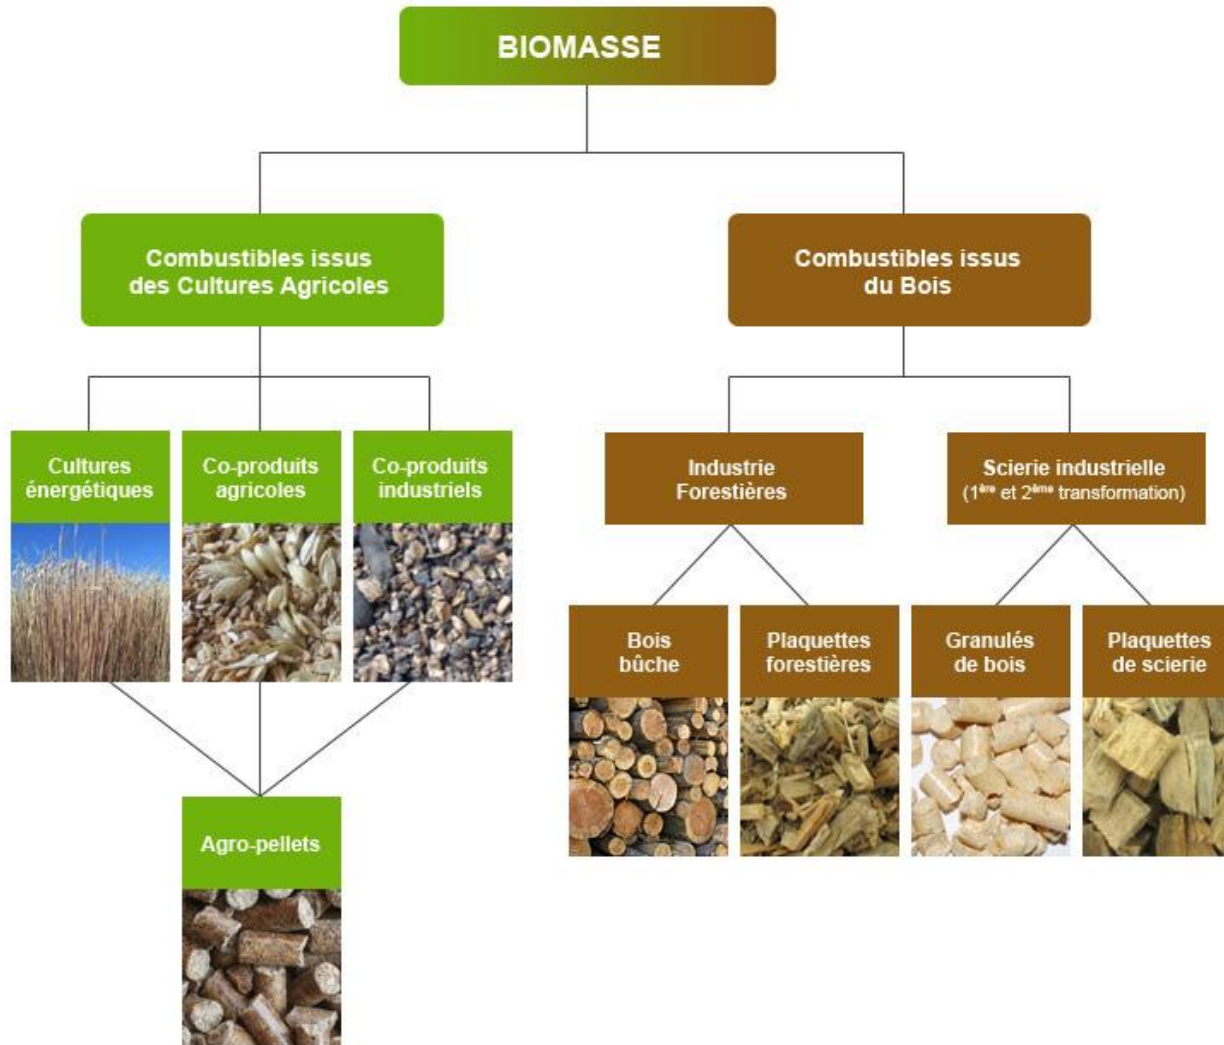 BIOMASSE
Combustibles issus
des Cultures Agricoles
Combustibles issus
du Bois
Cultures
énergétiques
Co-produits
agricoles
Co-produits
industriels
Industrie
Forestières
Scierie industrielle
(1ère et 2ème transformation)
Bois
bûche
Plaquettes
forestières
Granulés
de bois
Plaquettes
de scierie
Agro-pellets